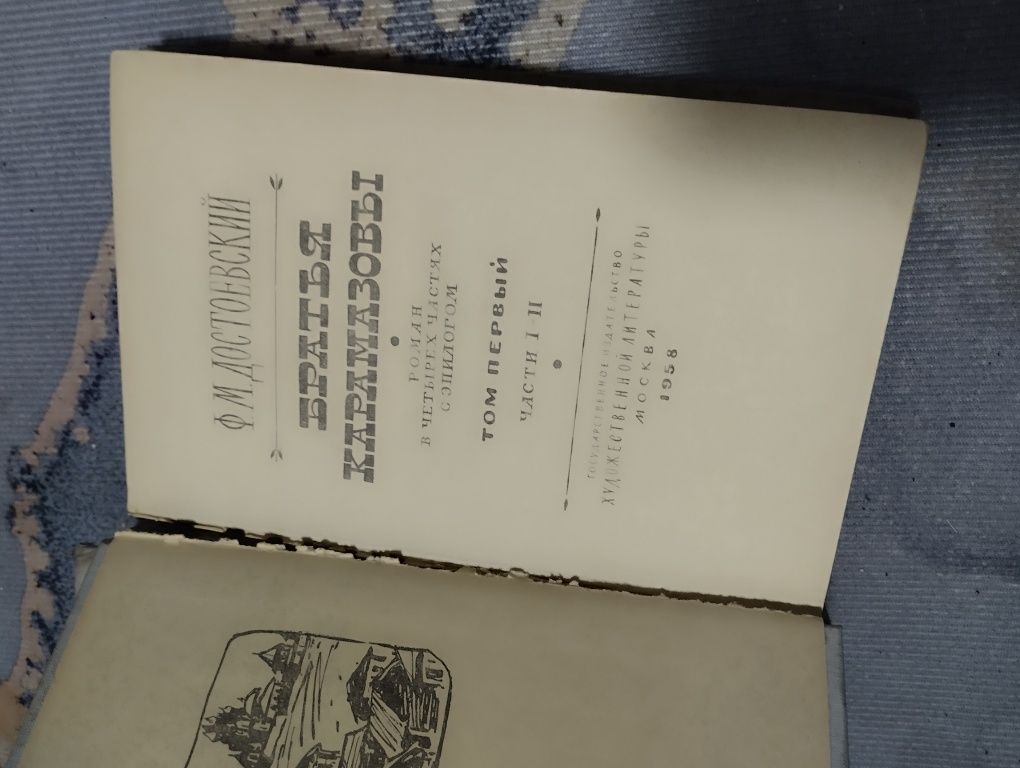 Ф. М. ДОСТОЕВСКИЙ
БРАТЬЯ
КАРАМАЗОВЫ
РОМАН
В ЧЕТЫРЕХ ЧАСТЯХ
С ЭПИЛОГОМ
ТОМ ПЕРВЫЙ
ЧАСТИ I-II
ГОСУДАРСТВЕННОЕ ИЗДАТЕЛЬСТВО
ХУДОЖЕСТВЕННОЙ ЛИТЕРАТУРЫ
МОСКВА
1958